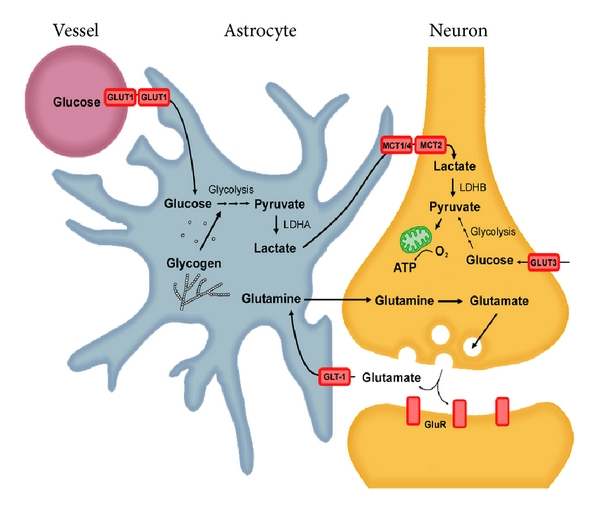 Vessel
Astrocyte
Neuron
Glucose
GLUT1
GLUT1
MCT1/4
MCT2
Lactate
LDHB
Pyruvate
Glycolysis
Glucose
Pyruvate
LDHA
Lactate
Glycogen
Glycolysis
O2
ATP
Glucose
GLUT3
Glutamine
Glutamine
Glutamate
GLT-1
Glutamate
GluR